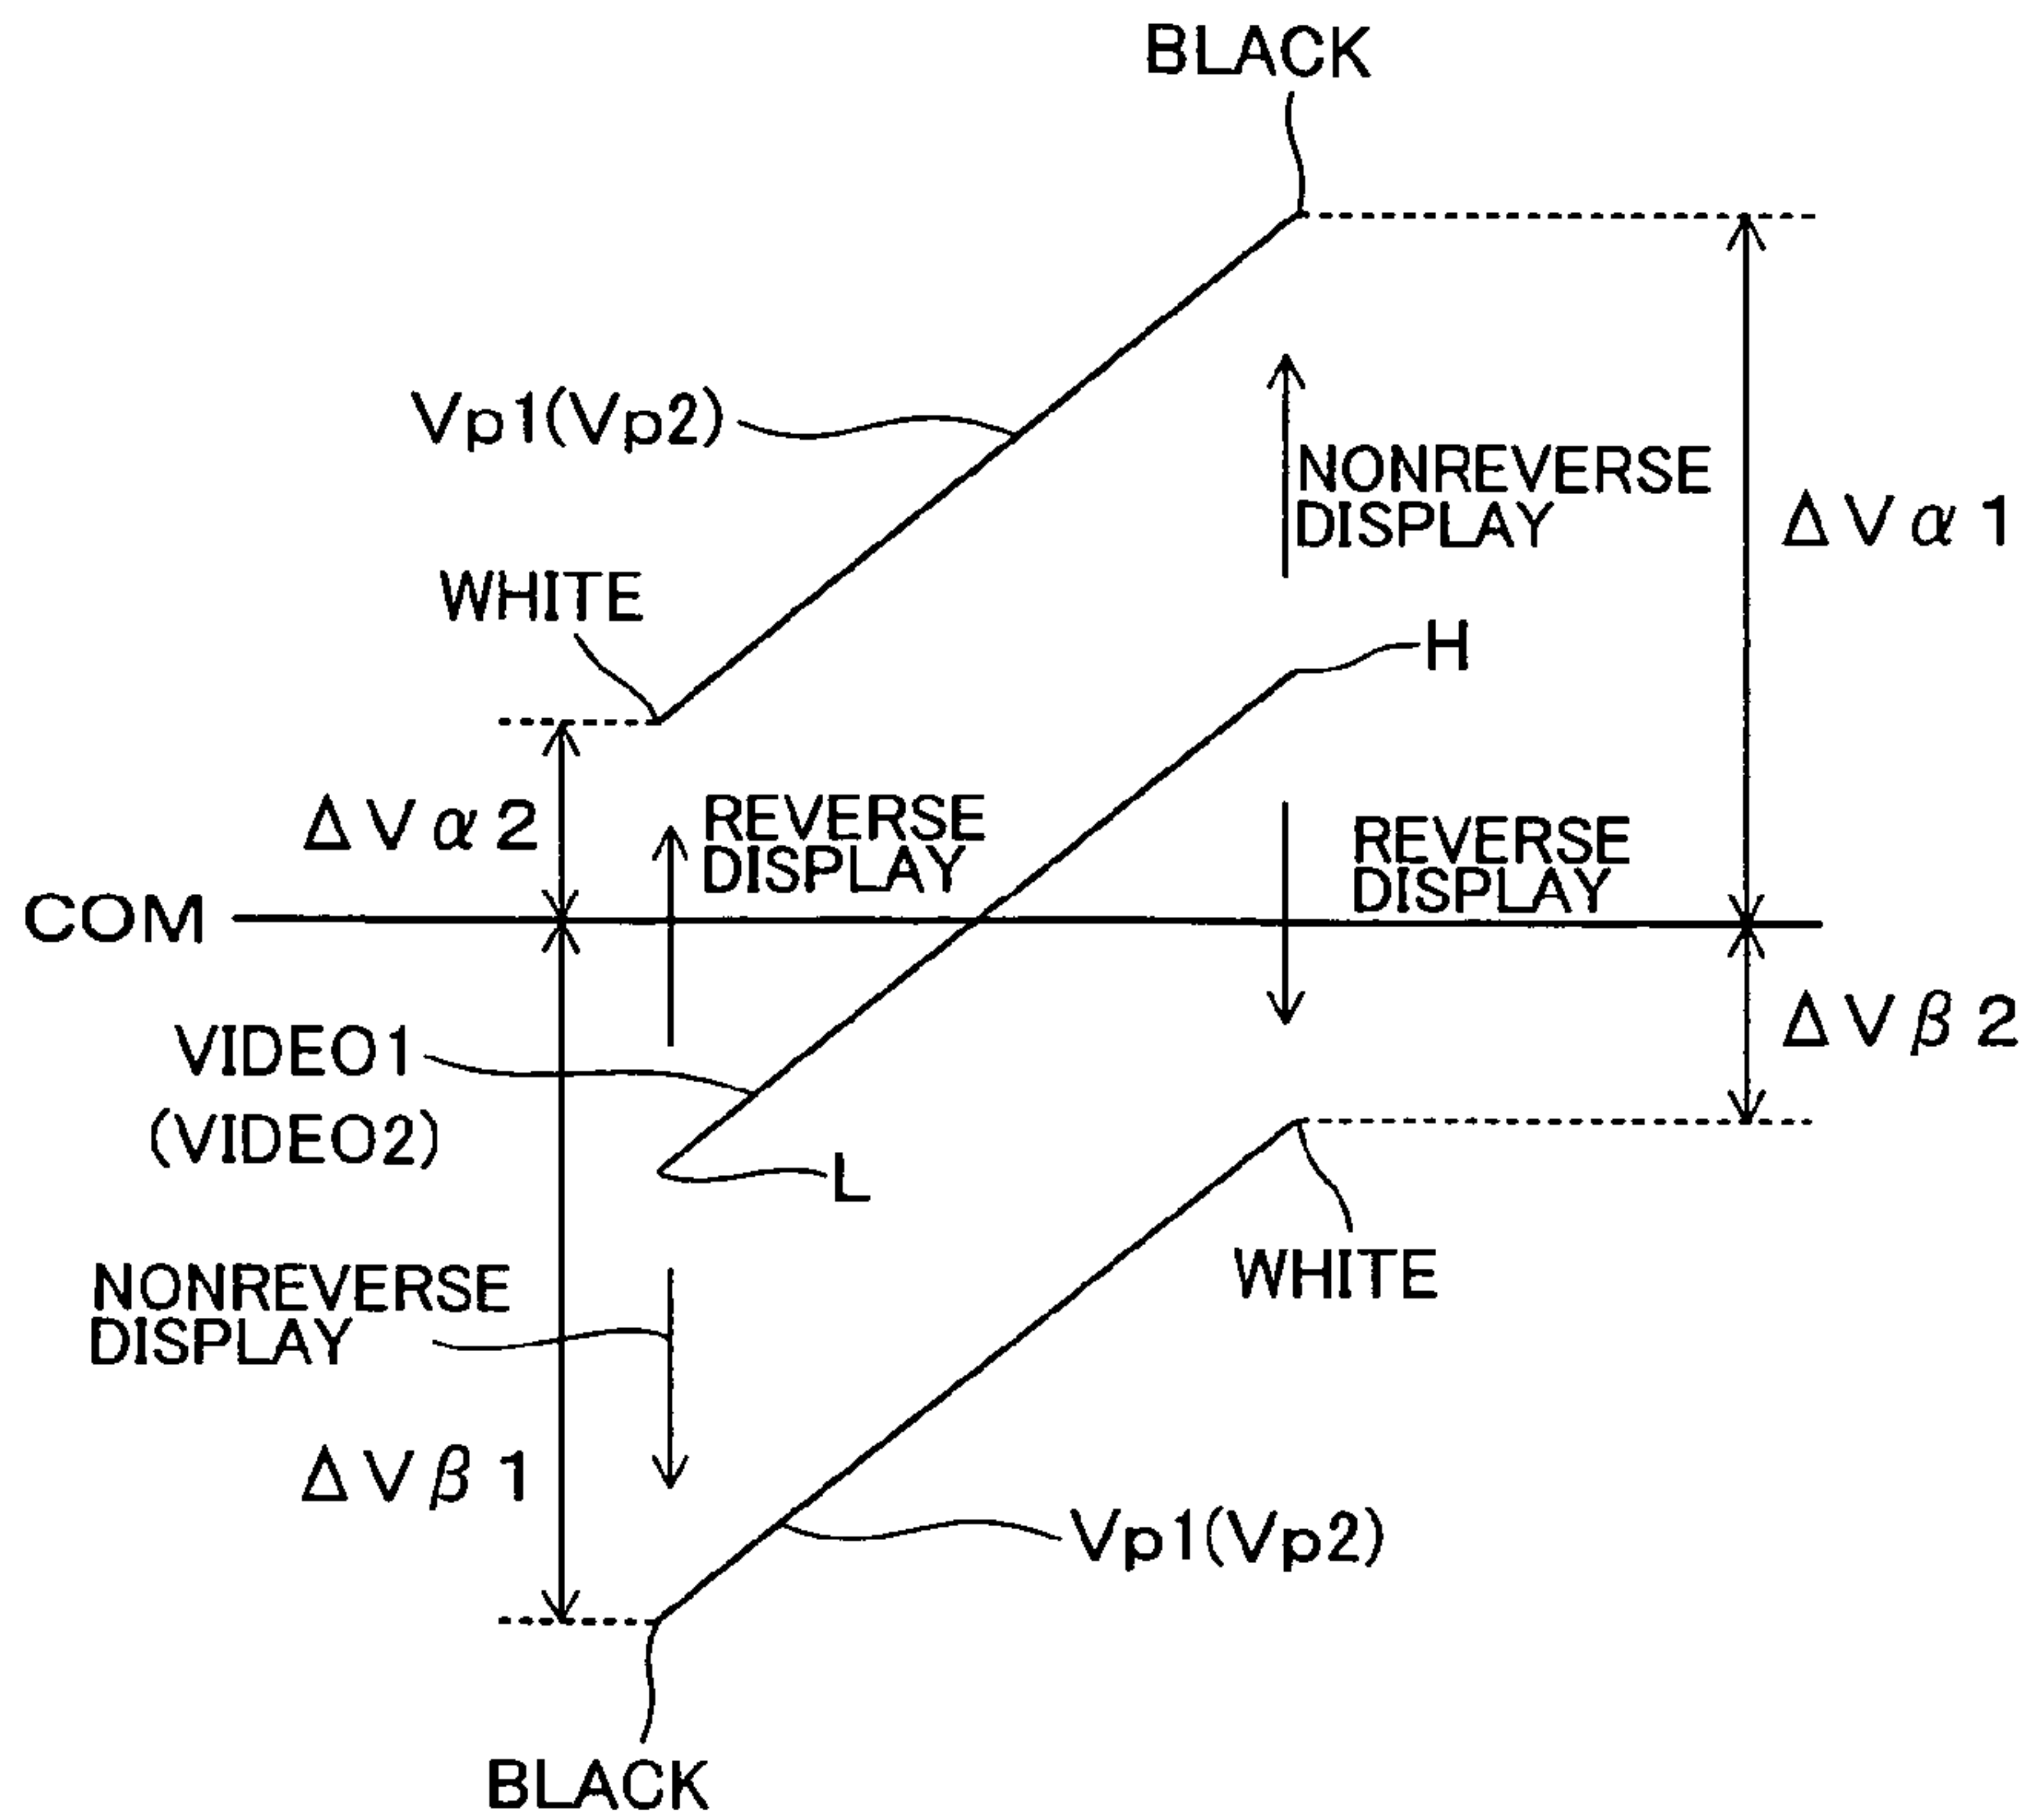 BLACK
Vp1(Vp2)
NONREVERSE
DISPLAY
ΔVα1
WHITE
H
ΔVα2
REVERSE
DISPLAY
REVERSE
DISPLAY
COM
VIDEO1
(VIDEO2)
ΔVβ2
L
NONREVERSE
DISPLAY
WHITE
ΔVβ1
Vp1(Vp2)
BLACK